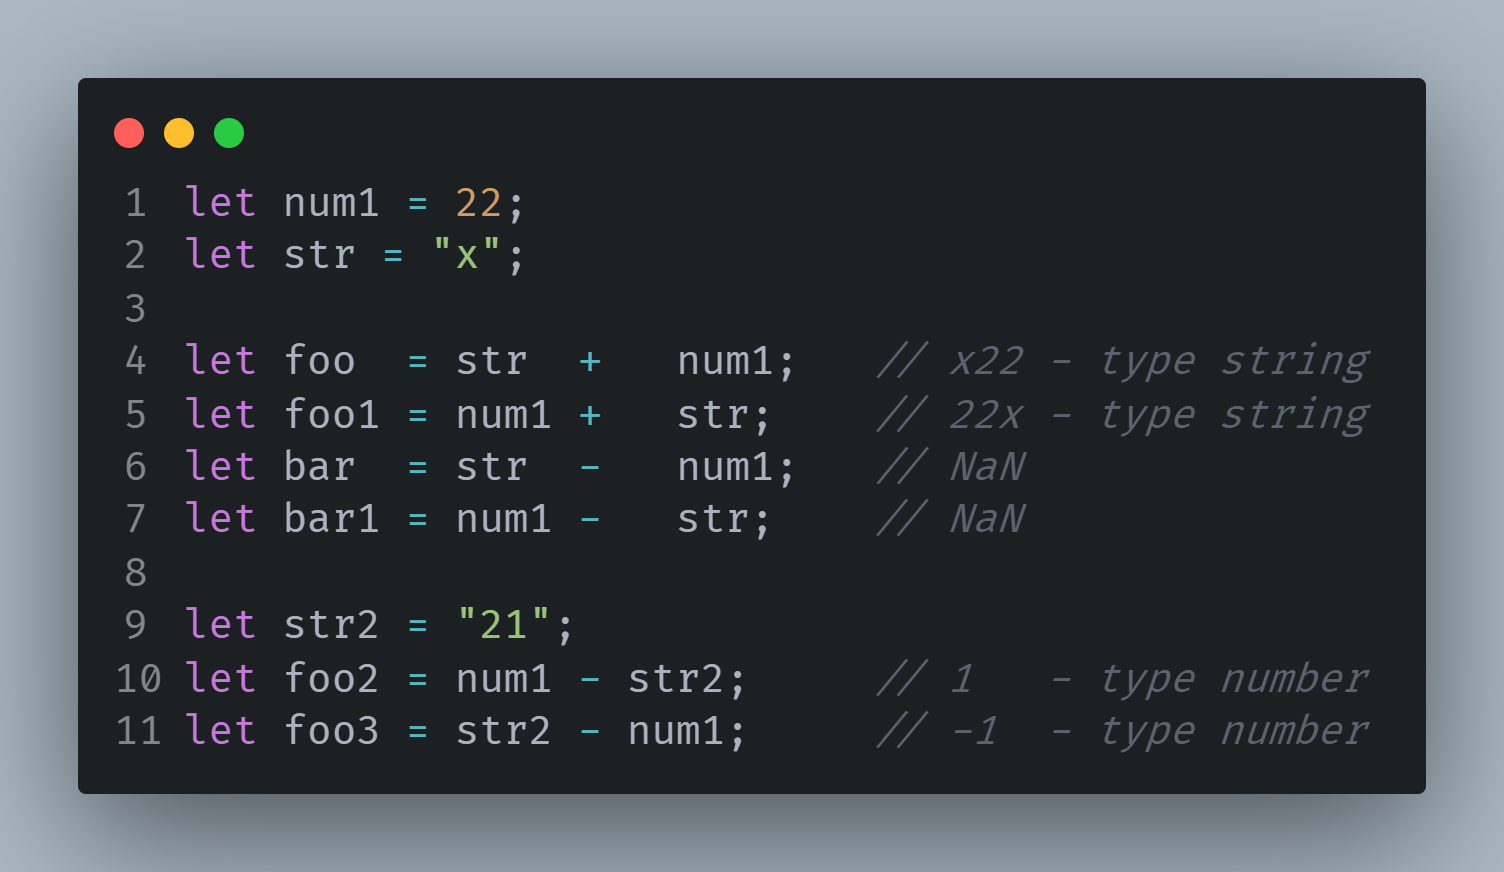 1 let num1 = 22;
2 let str = "x";
3
4 let foo  = str  +   num1;   // x22 - type string
5 let foo1 = num1 +   str;    // 22x - type string
6 let bar  = str  -   num1;   // NaN
7 let bar1 = num1 -   str;    // NaN
8
9 let str2 = "21";
10 let foo2 = num1 - str2;     // 1   - type number
11 let foo3 = str2 - num1;     // -1  - type number